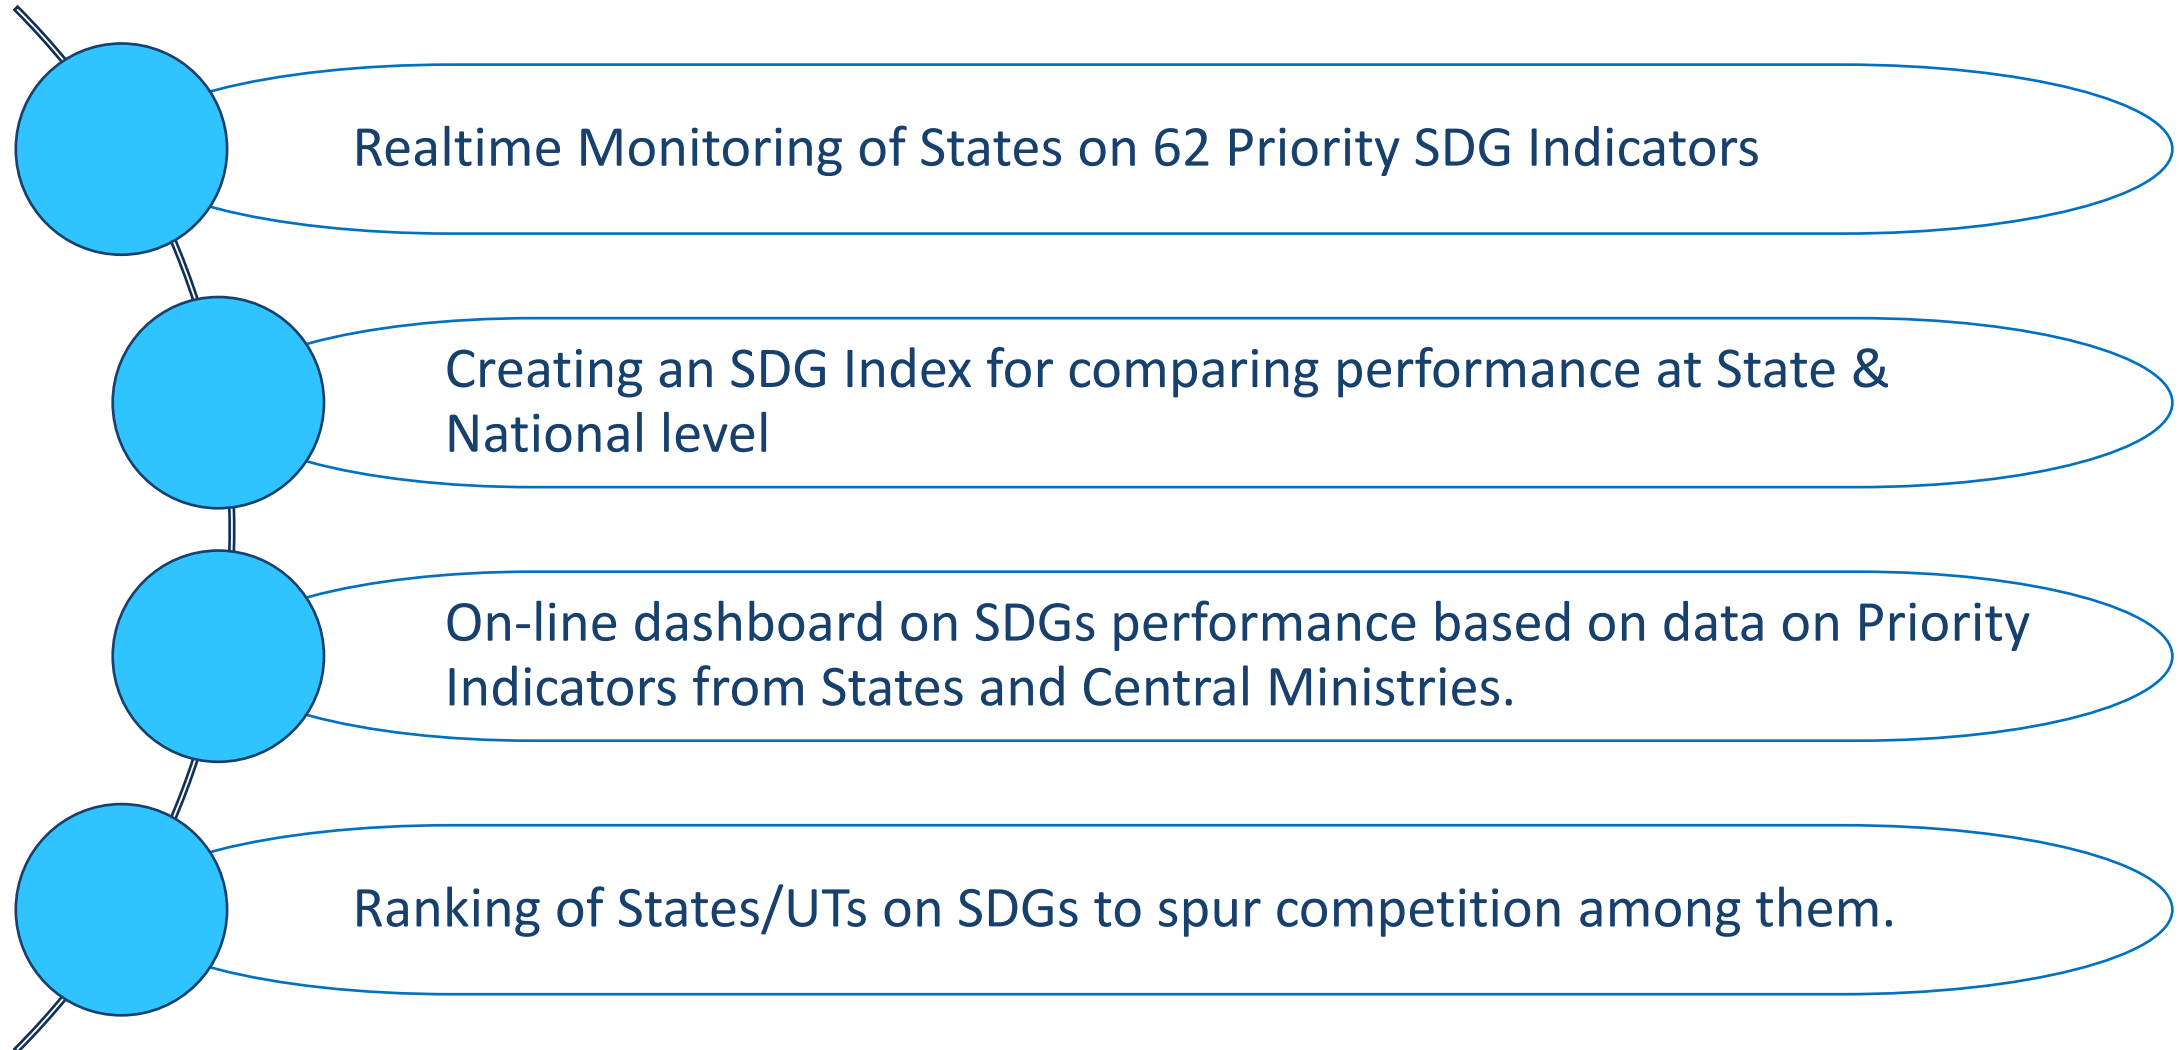 Realtime Monitoring of States on 62 Priority SDG Indicators
Creating an SDG Index for comparing performance at State &
National level
On-line dashboard on SDGs performance based on data on Priority
Indicators from States and Central Ministries.
Ranking of States/UTs on SDGs to spur competition among them.